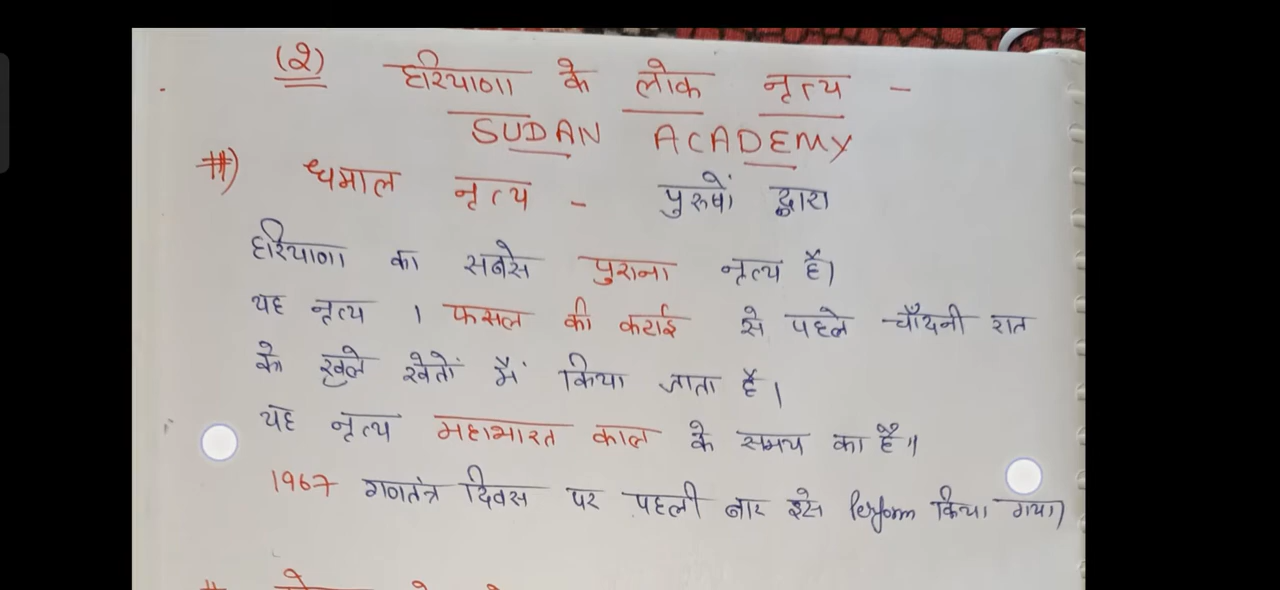 (2) हरियाणा के लोक नृत्य -
SUDAN ACADEMY
#) धमाल नृत्य - पुरुषों द्वारा
हरियाणा का सबसे पुराना नृत्य है।
यह नृत्य । फसल की कटाई से पहले चाँदनी रात
के खुले खेतों में किया जाता है।
यह नृत्य महाभारत काल के समय का है॥
1967 गणतंत्र दिवस पर पहली बार इसे Perform किया गया)
#